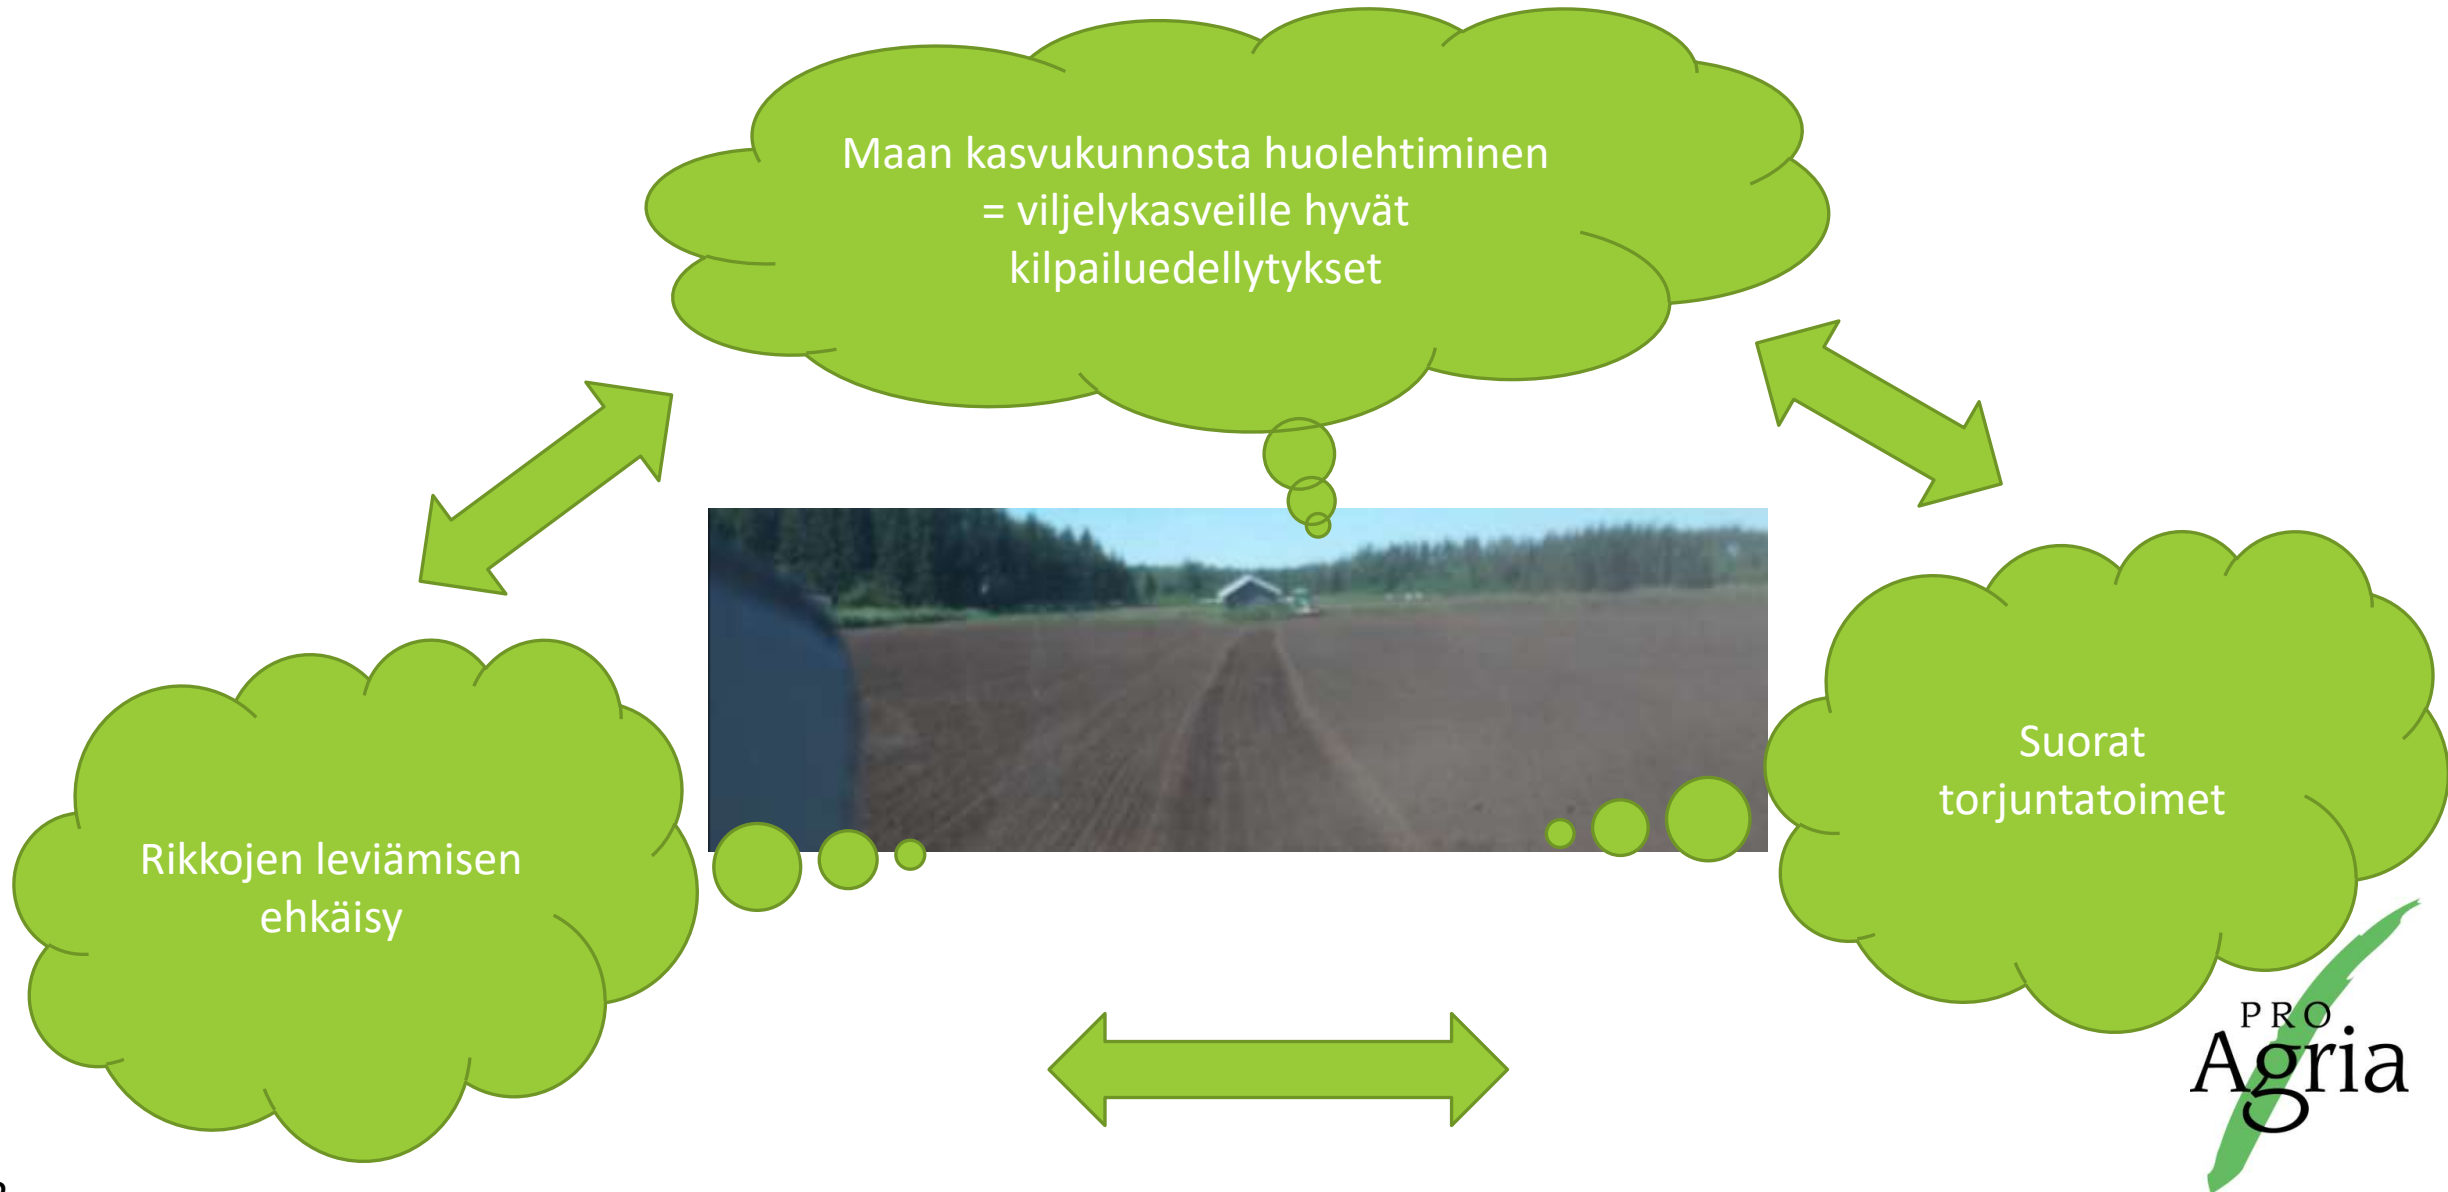 Maan kasvukunnosta huolehtiminen
= viljelykasveille hyvät
kilpailuedellytykset
Suorat
torjuntatoimet
Rikkojen leviämisen
ehkäisy
PRO
Agria